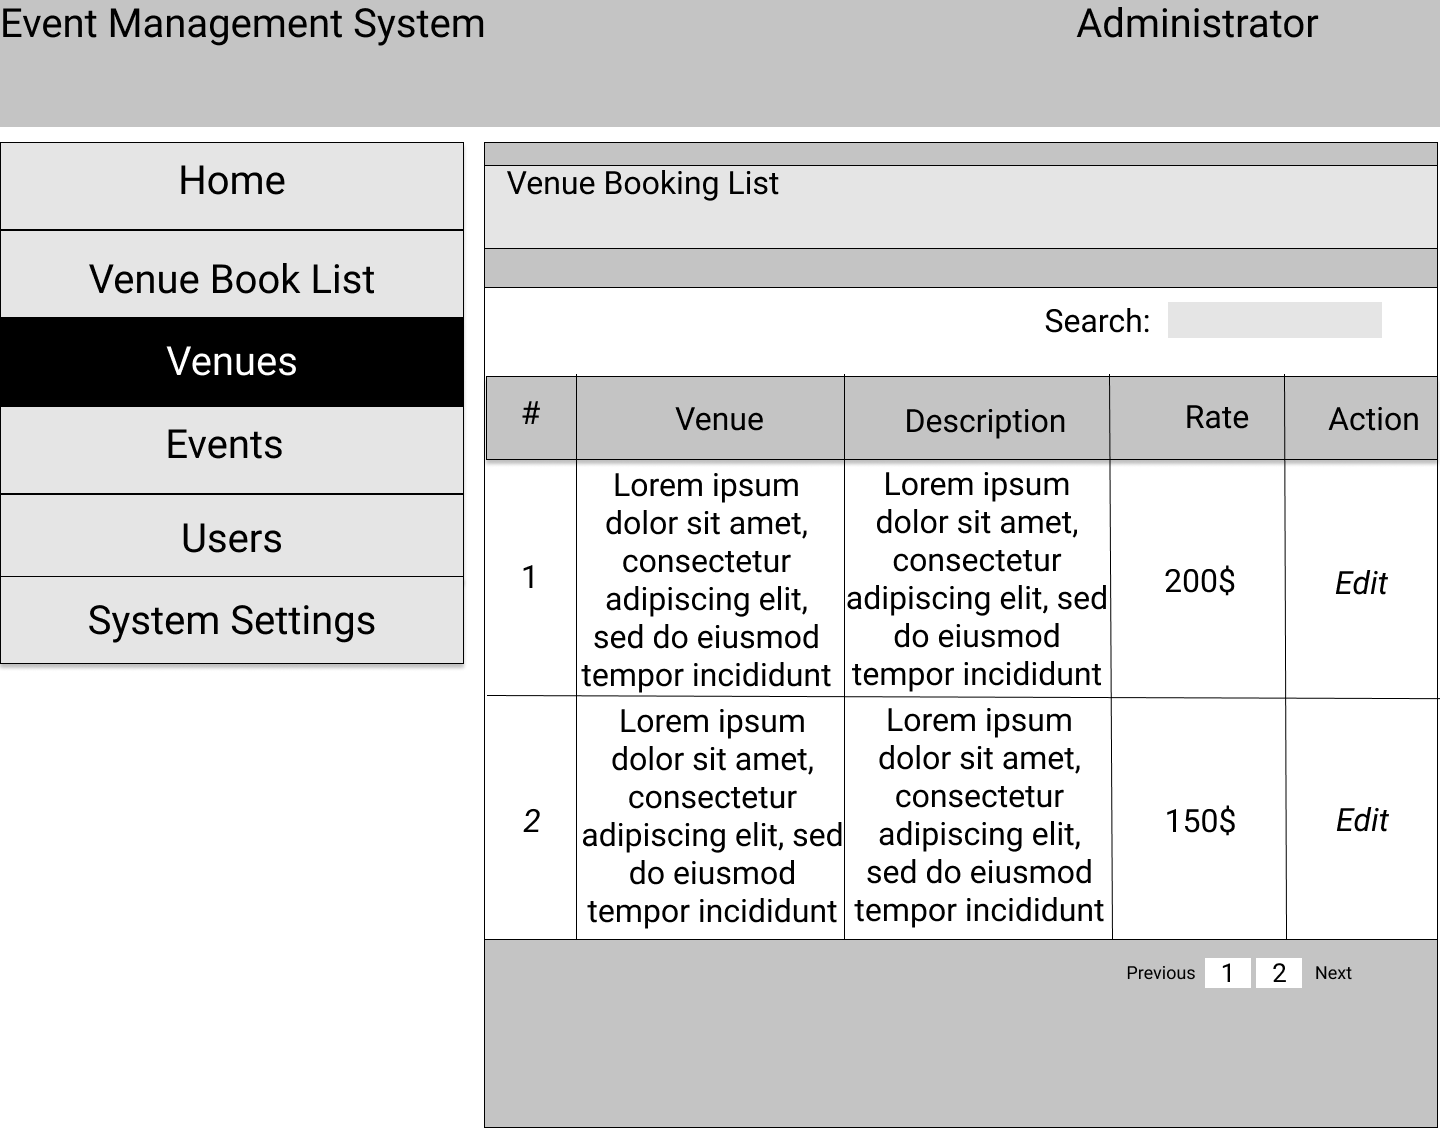 Event Management System
Administrator
Home
Venue Book List
Venues
Events
Users
System Settings
Venue Booking List
Search:
# Venue Description Rate Action
1
Lorem ipsum
dolor sit amet,
consectetur
adipiscing elit,
sed do eiusmod
tempor incididunt
Lorem ipsum
dolor sit amet,
consectetur
adipiscing elit, sed
do eiusmod
tempor incididunt
200$
Edit
2
Lorem ipsum
dolor sit amet,
consectetur
adipiscing elit, sed
do eiusmod
tempor incididunt
Lorem ipsum
dolor sit amet,
consectetur
adipiscing elit,
sed do eiusmod
tempor incididunt
150$
Edit
Previous 1 2 Next